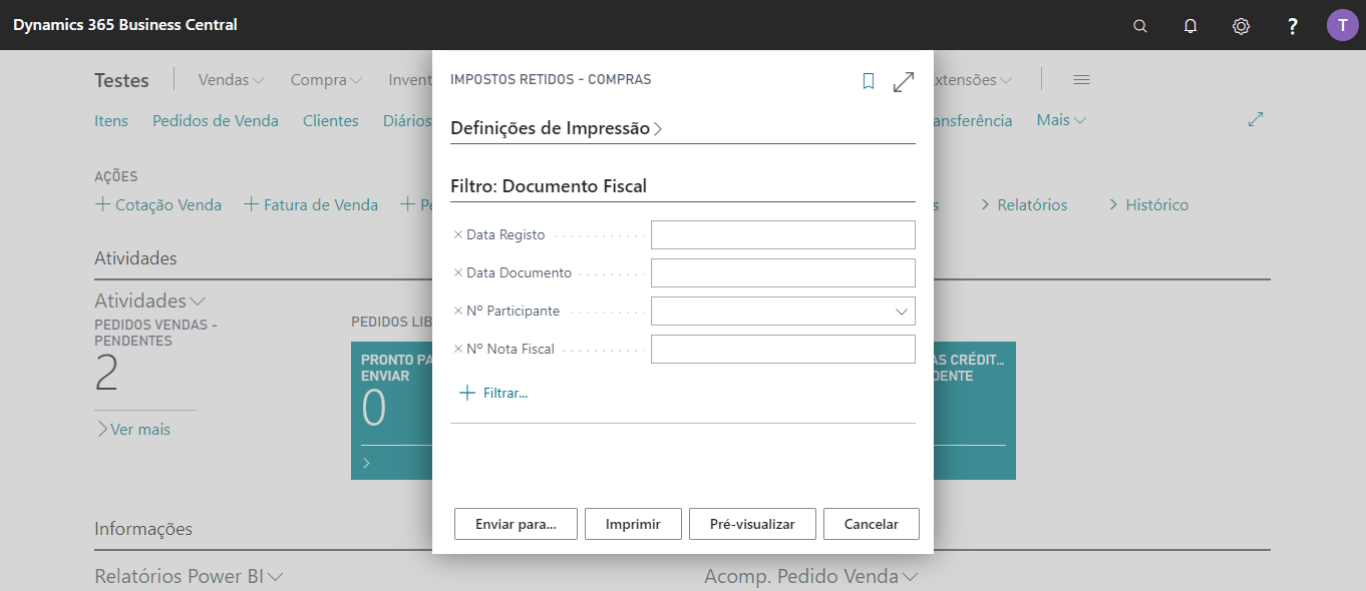 Dynamics 365 Business Central
?
T
Testes
Vendas
Compra
Invent
xtensões
IMPOSTOS RETIDOS - COMPRAS
Itens
Pedidos de Venda
Clientes
Diários
ansferência
Mais
Definições de Impressão
AÇÕES
+ Cotação Venda
+ Fatura de Venda
+ Pe
s
> Relatórios
> Histórico
Filtro: Documento Fiscal
× Data Registo
× Data Documento
× Nº Participante
× Nº Nota Fiscal
+ Filtrar...
Enviar para...
Imprimir
Pré-visualizar
Cancelar
Atividades
Atividades
PEDIDOS VENDAS -
PENDENTES
2
> Ver mais
PEDIDOS LIB
PRONTO PA
ENVIAR
0
>
AS CRÉDIT...
DENTE
Informações
Relatórios Power BI
Acomp. Pedido Venda